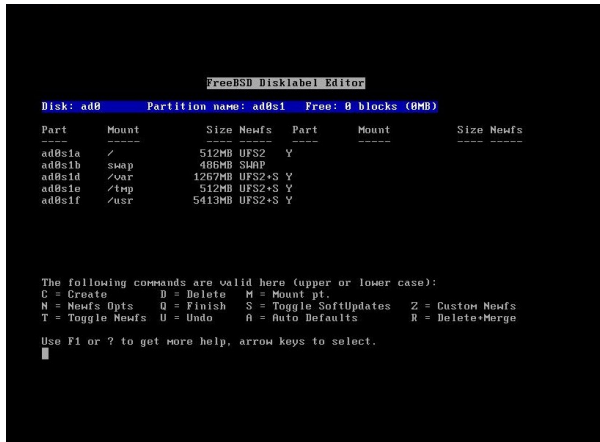 FreeBSD Disklabel Editor
Disk: ad0 Partition name: ad0s1 Free: 0 blocks (0MB)
Part Mount Size Newfs Part Mount Size Newfs
---- ----- ---- ----- ---- ----- ---- -----
ad0s1a / 512MB UFS2 Y
ad0s1b swap 486MB SWAP
ad0s1d /var 1267MB UFS2+S Y
ad0s1e /tmp 512MB UFS2+S Y
ad0s1f /usr 5413MB UFS2+S Y
The following commands are valid here (upper or lower case):
C = Create D = Delete M = Mount pt.
N = Newfs Opts Q = Finish S = Toggle SoftUpdates Z = Custom Newfs
T = Toggle Newfs U = Undo A = Auto Defaults R = Delete+Merge
Use F1 or ? to get more help, arrow keys to select.